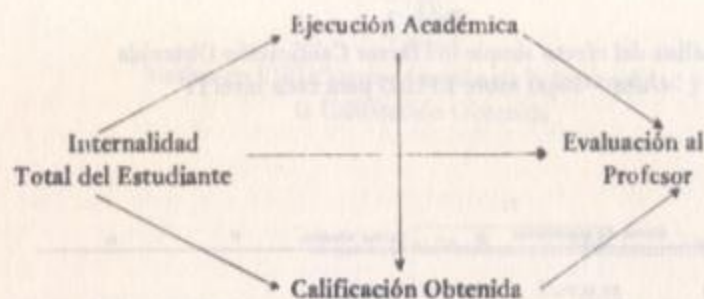 Ejecución Académica
Internalidad
Total del Estudiante
Evaluación al
Profesor
Calificación Obtenida